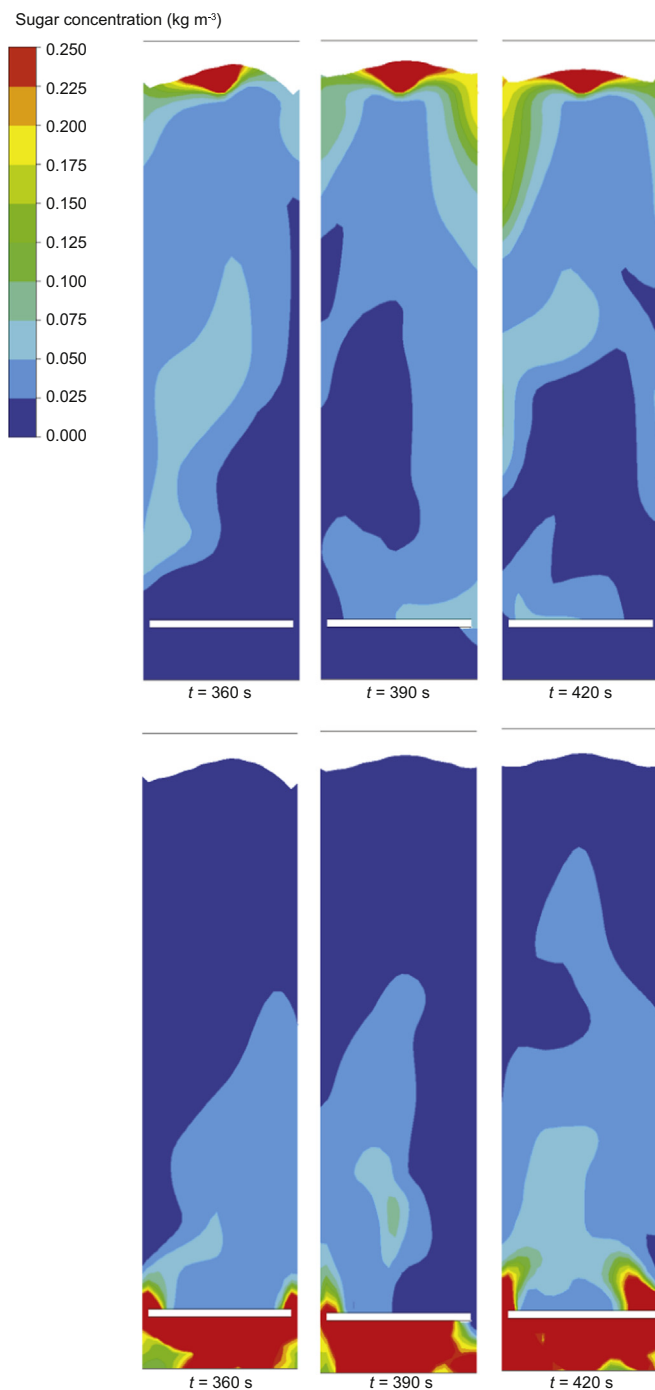 Sugar concentration (kg m⁻³)
0.250
0.225
0.200
0.175
0.150
0.125
0.100
0.075
0.050
0.025
0.000
t = 360 s
t = 390 s
t = 420 s
t = 360 s
t = 390 s
t = 420 s